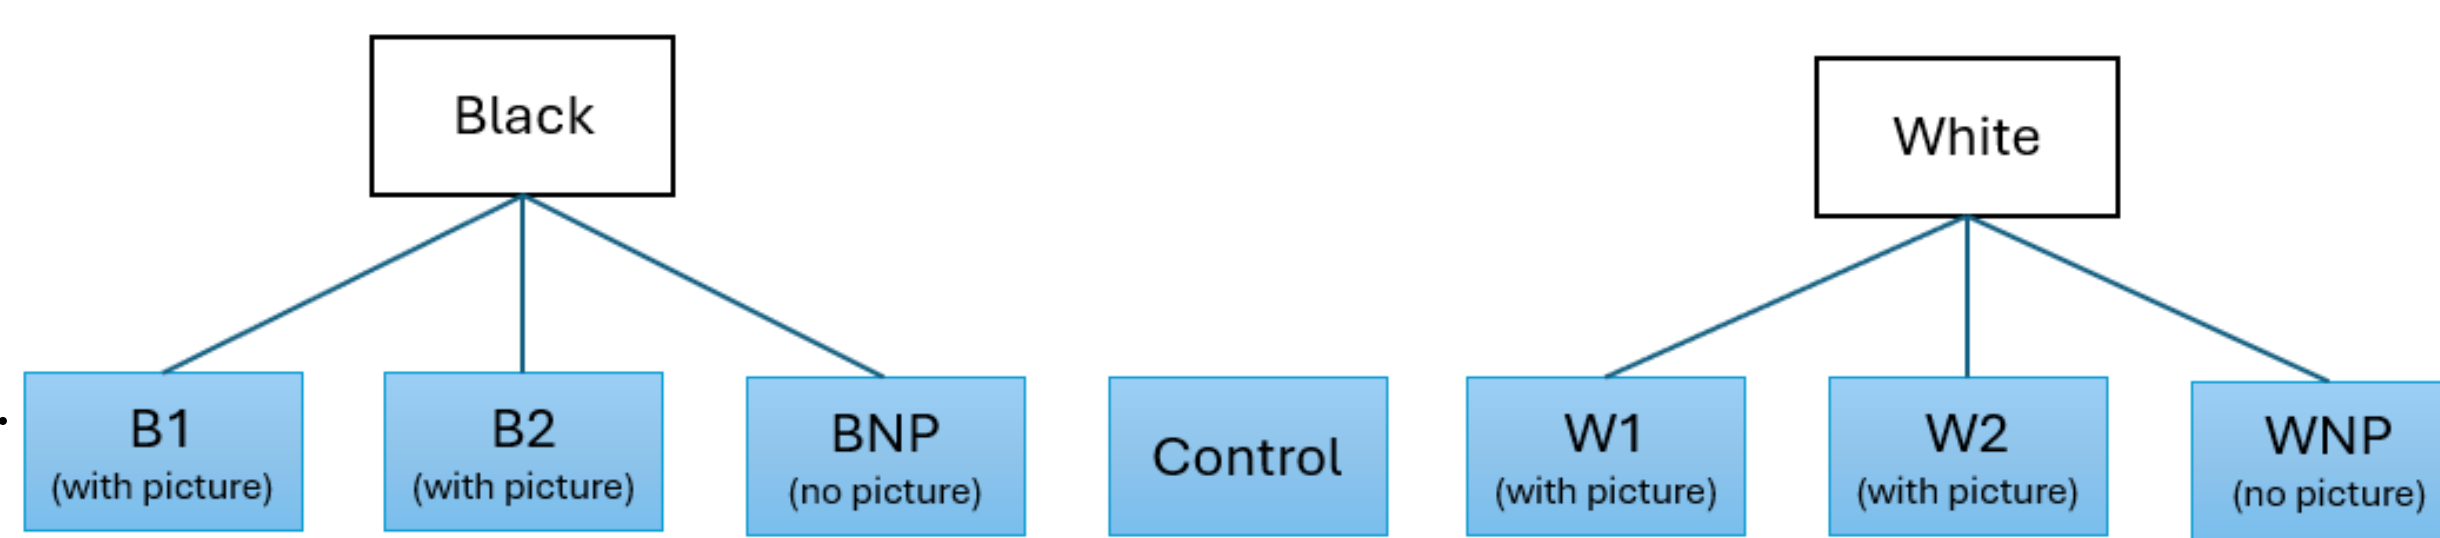 Black
White
B1
(with picture)
B2
(with picture)
BNP
(no picture)
Control
W1
(with picture)
W2
(with picture)
WNP
(no picture)